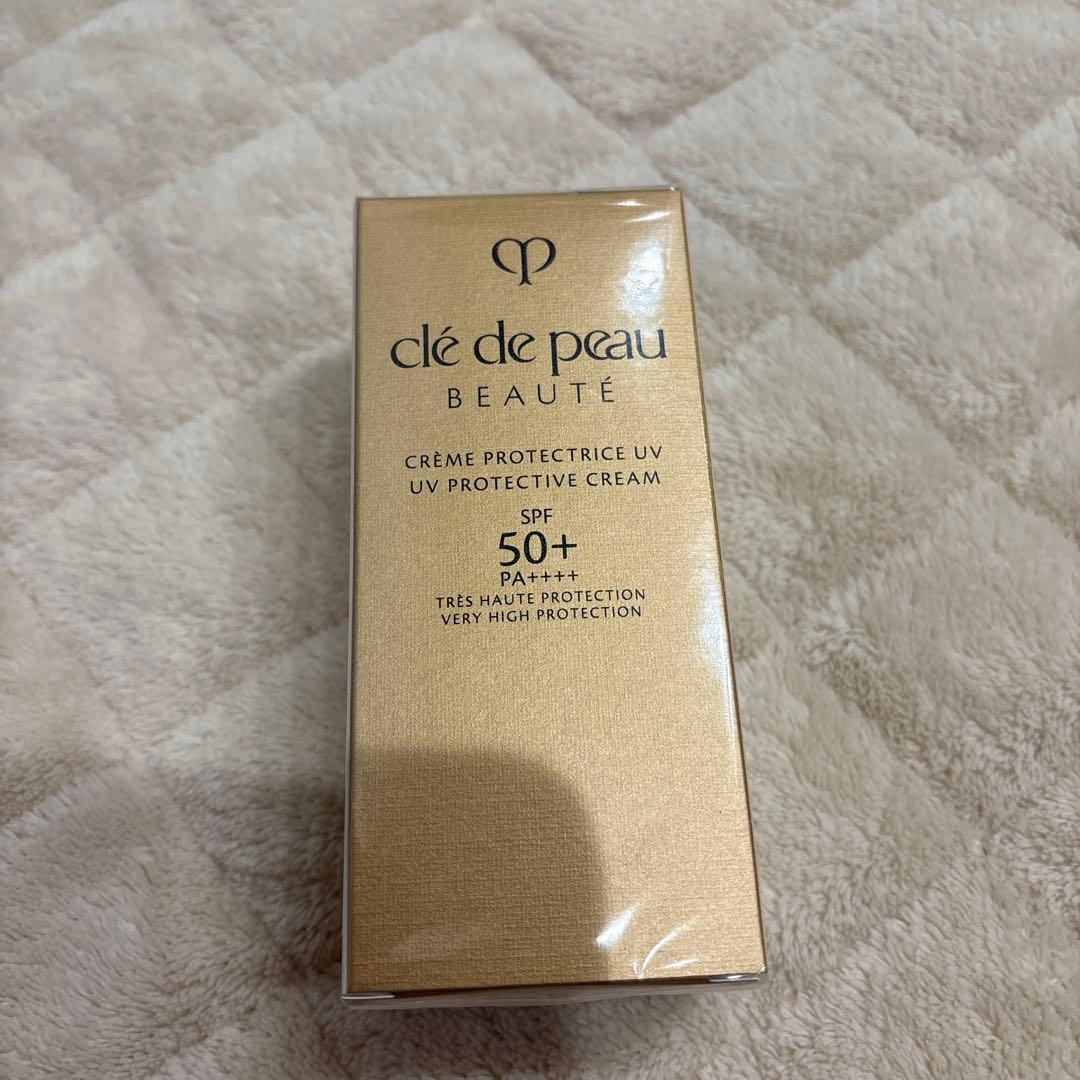 clé de peau
BEAUTÉ
CRÈME PROTECTRICE UV
UV PROTECTIVE CREAM
SPF
50+
PA++++
TRÈS HAUTE PROTECTION
VERY HIGH PROTECTION